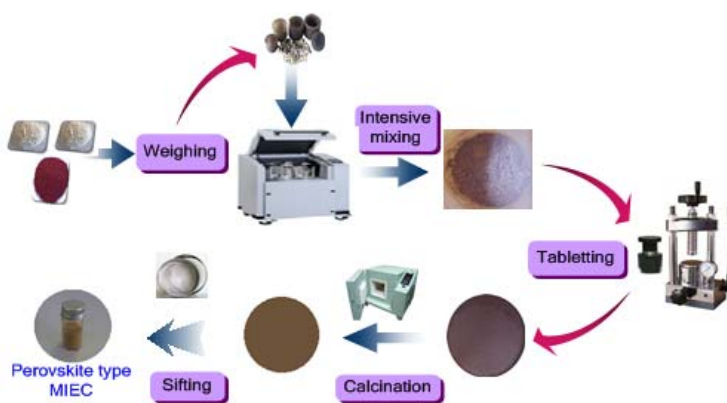 Weighing
Intensive
mixing
Tabletting
Calcination
Sifting
Perovskite type
MIEC